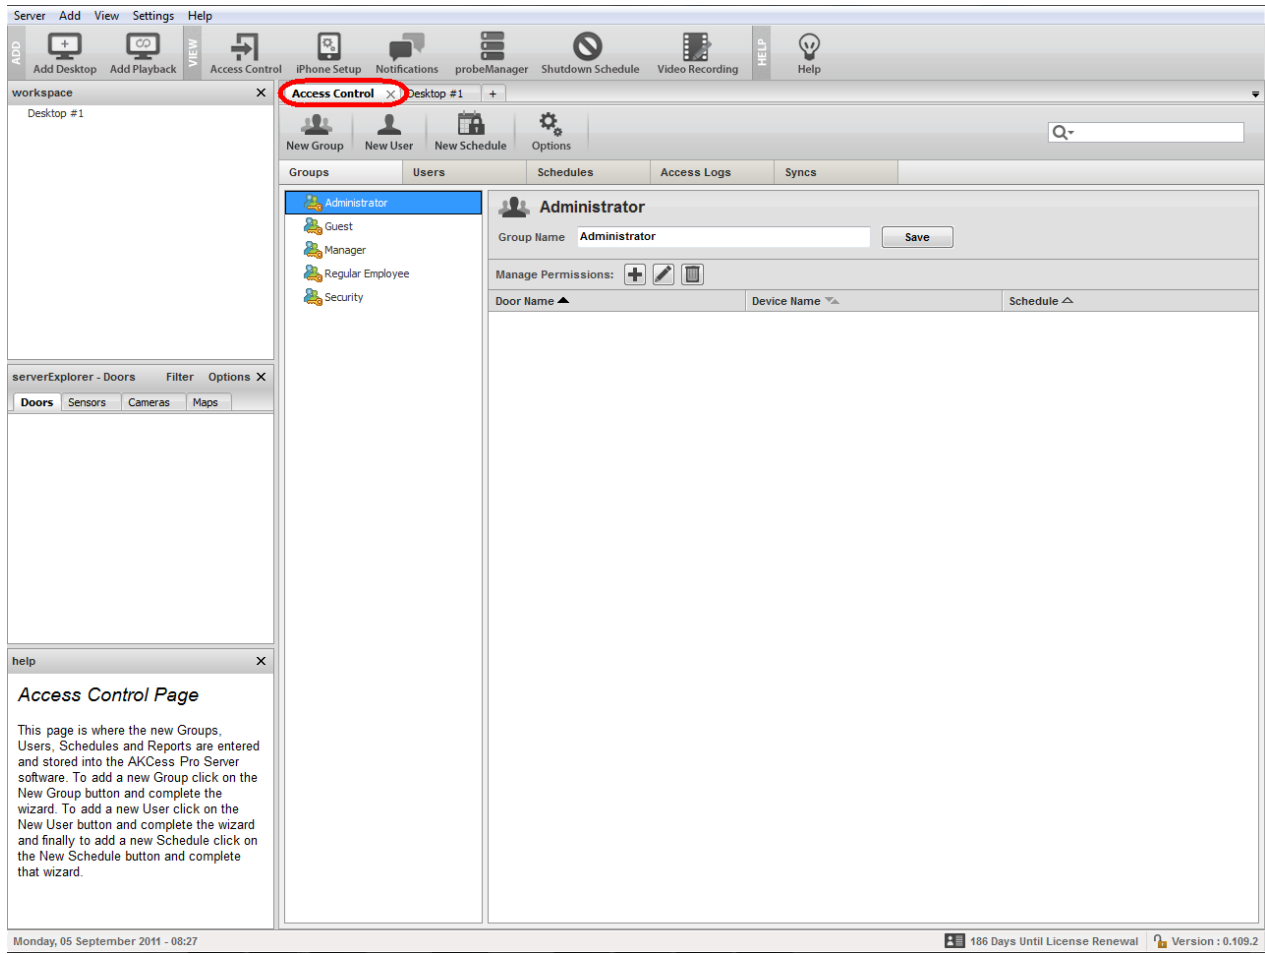 Server Add View Settings Help
ADD
Add Desktop
Add Playback
VIEW
Access Control
iPhone Setup
Notifications
probeManager
Shutdown Schedule
Video Recording
HELP
Help
workspace
Desktop #1
Access Control
Desktop #1
New Group
New User
New Schedule
Options
Groups
Users
Schedules
Access Logs
Syncs
Administrator
Guest
Manager
Regular Employee
Security
Administrator
Group Name Administrator Save
Manage Permissions:
Door Name
Device Name
Schedule
serverExplorer - Doors Filter Options
Doors Sensors Cameras Maps
help
Access Control Page
This page is where the new Groups,
Users, Schedules and Reports are entered
and stored into the AKCess Pro Server
software. To add a new Group click on the
New Group button and complete the
wizard. To add a new User click on the
New User button and complete the wizard
and finally to add a new Schedule click on
the New Schedule button and complete
that wizard.
Monday, 05 September 2011 - 08:27
186 Days Until License Renewal
Version : 0.109.2